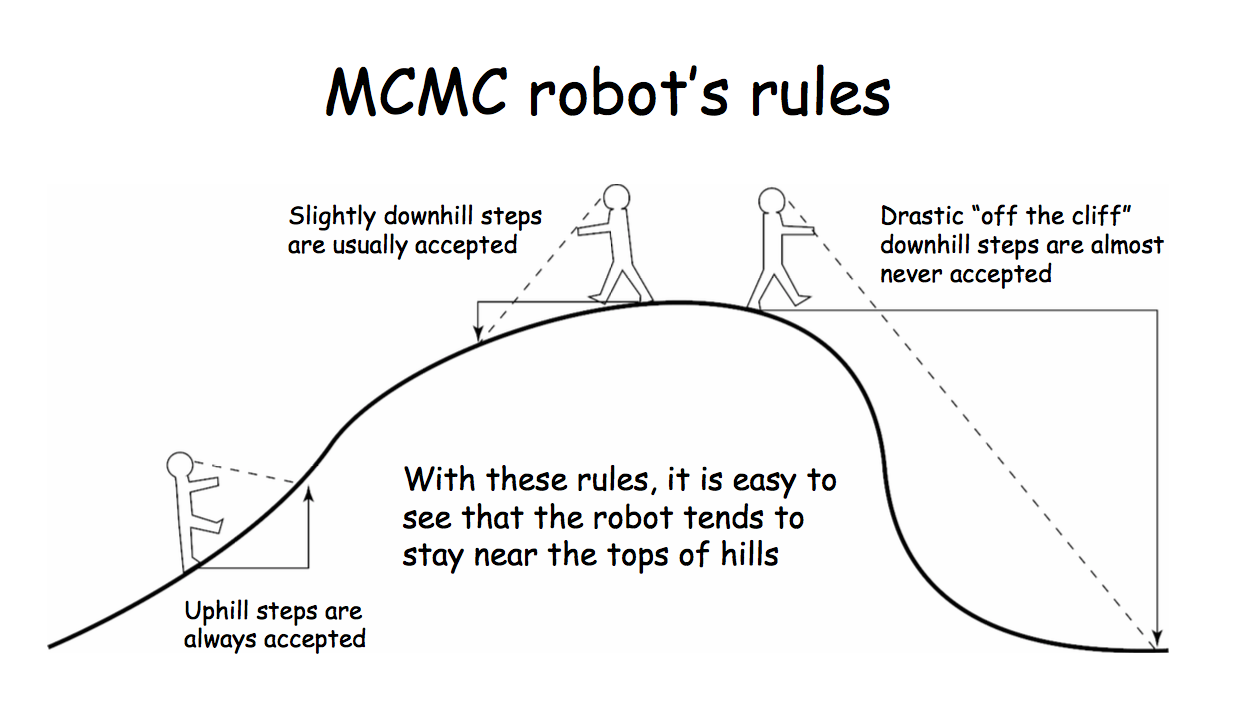 MCMC robot’s rules
Slightly downhill steps
are usually accepted
Drastic “off the cliff”
downhill steps are almost
never accepted
With these rules, it is easy to
see that the robot tends to
stay near the tops of hills
Uphill steps are
always accepted